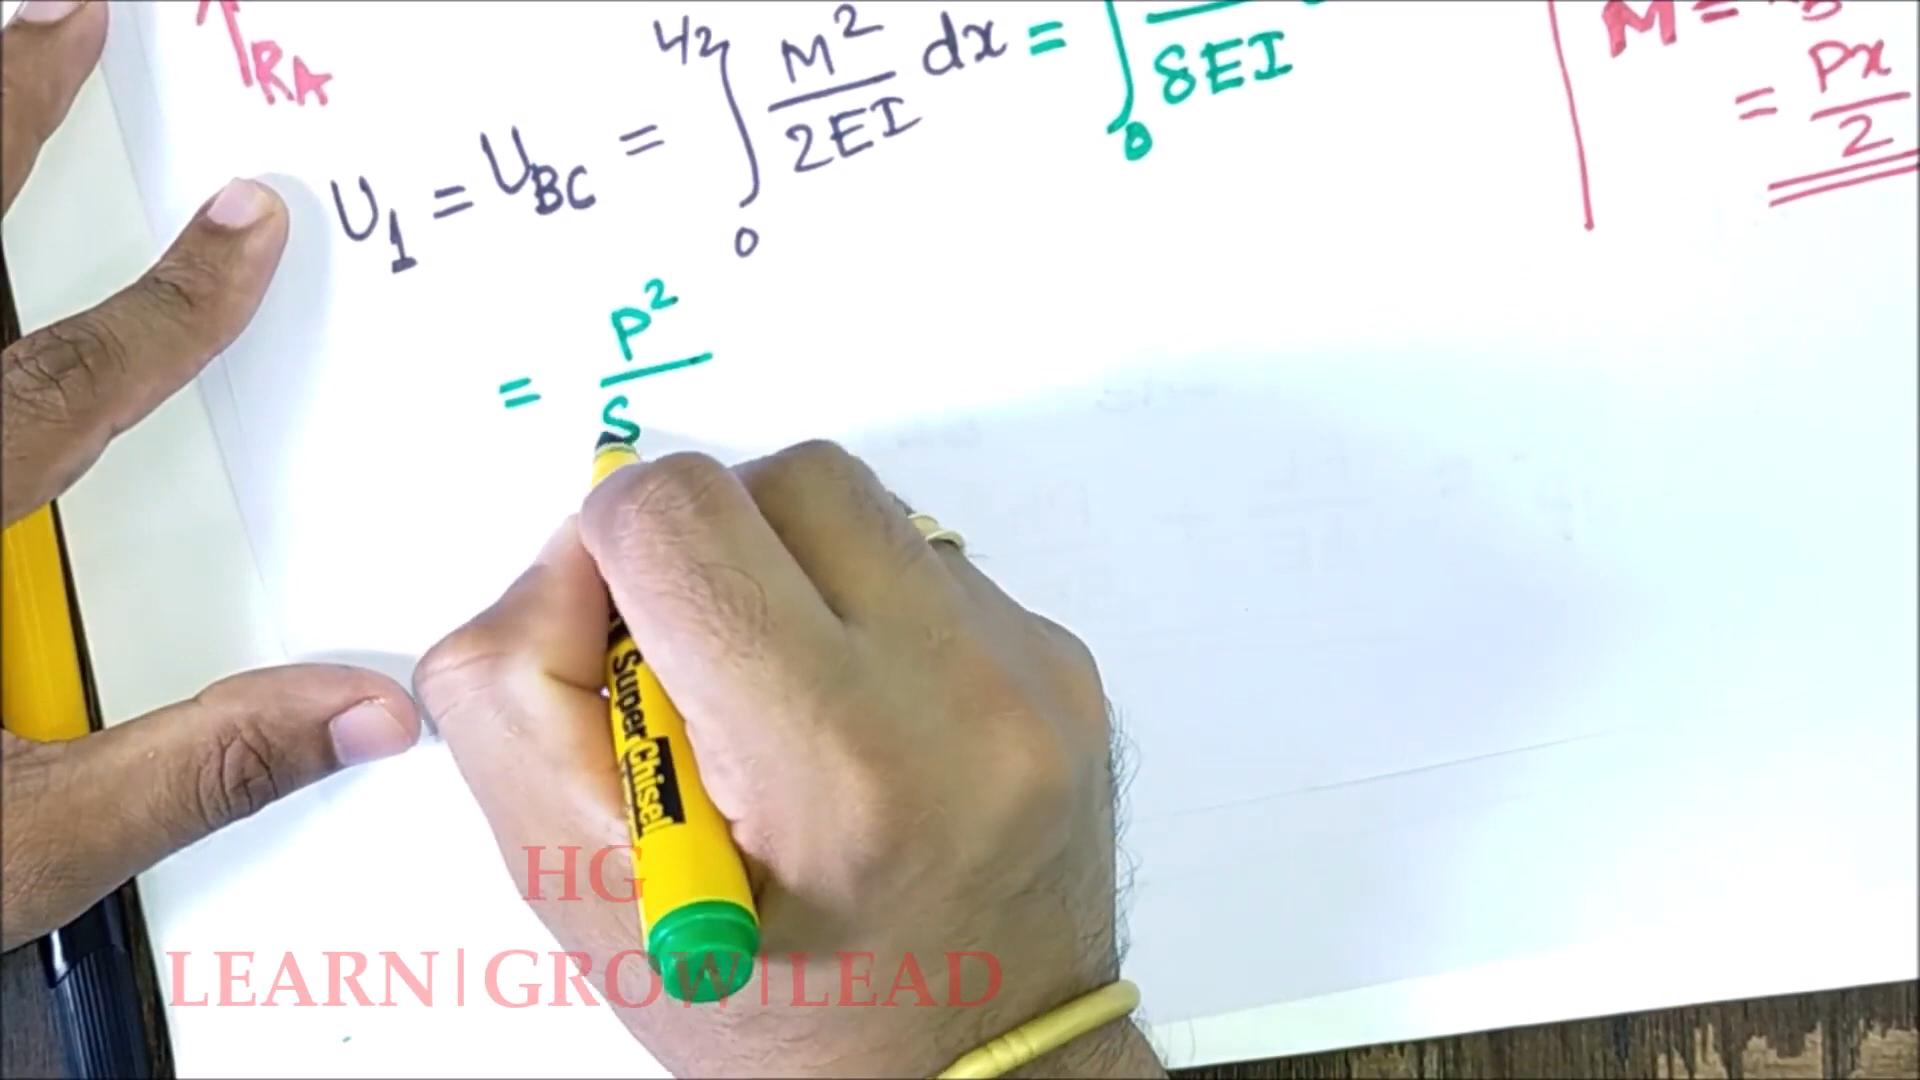 RA
U1 = UBC = ∫ 0 L/2 M²/2EI dx = ∫ 0 8EI
M = RB
= Px/2
= P²/
Super Chisel
HG
LEARN|GROW|LEAD